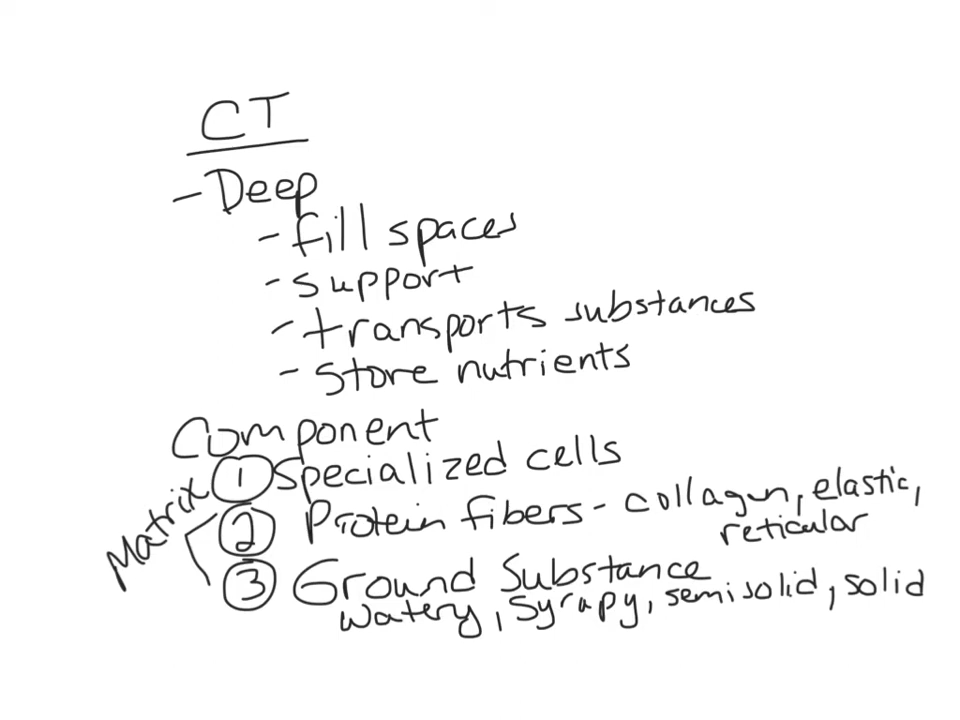 CT
- Deep
- fill spaces
- support
- transports substances
- store nutrients
Component
① Specialized cells
Matrix
② Protein fibers - collagen, elastic,
reticular
③ Ground Substance
watery, syrapy, semisolid, solid